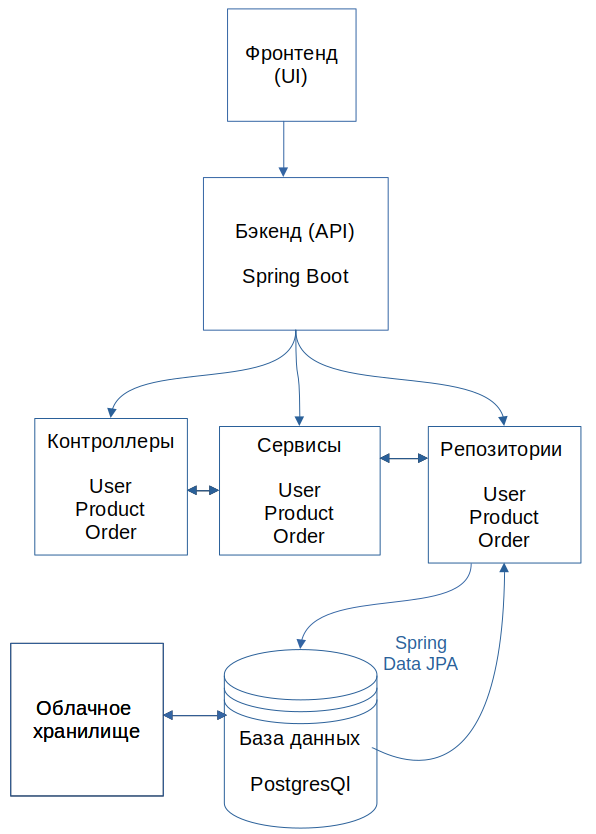 Фронтенд
(UI)
Бэкенд (API)
Spring Boot
Контроллеры
User
Product
Order
Сервисы
User
Product
Order
Репозитории
User
Product
Order
Spring
Data JPA
Облачное
хранилище
База данных
PostgresQl